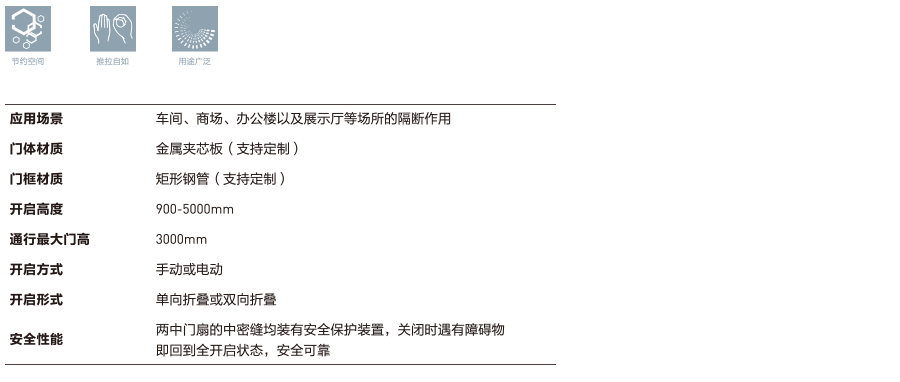 节约空间 推拉自如 用途广泛
应用场景 车间、商场、办公楼以及展示厅等场所的隔断作用
门体材质 金属夹芯板（支持定制）
门框材质 矩形钢管（支持定制）
开启高度 900-5000mm
通行最大门高 3000mm
开启方式 手动或电动
开启形式 单向折叠或双向折叠
安全性能 两中门扇的中密缝均装有安全保护装置，关闭时遇有障碍物
即回到全开启状态，安全可靠